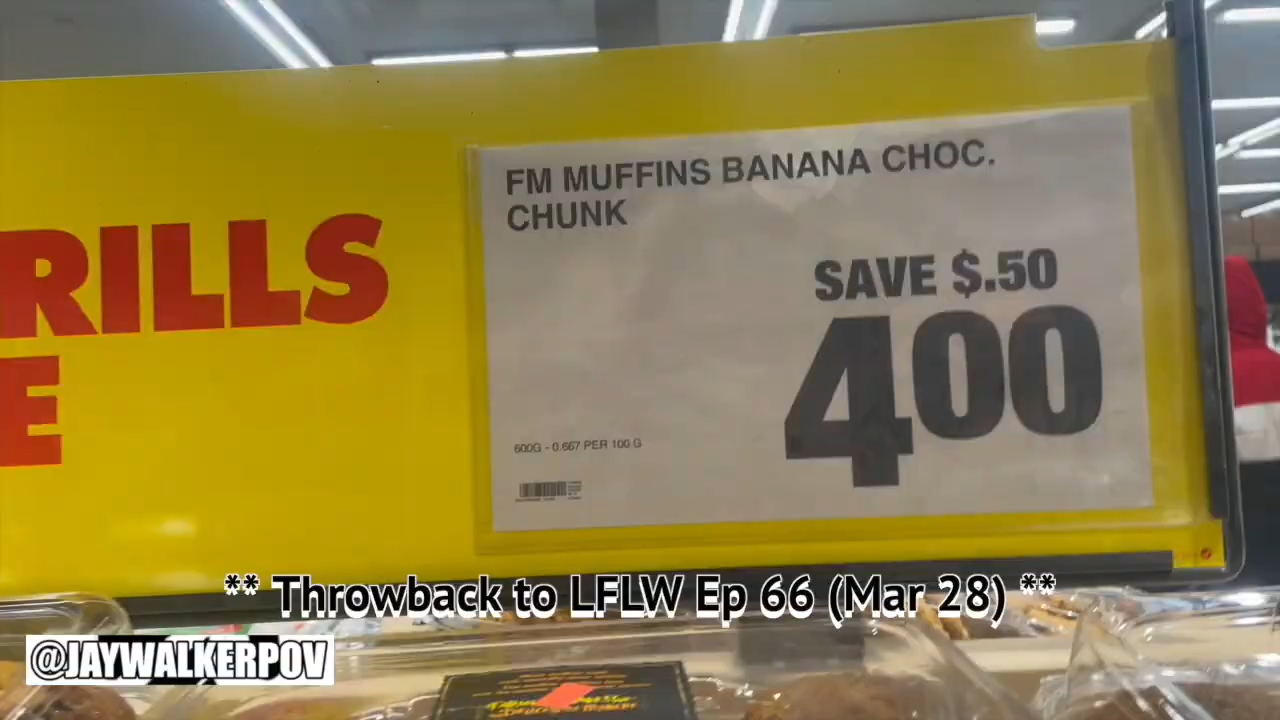 RILLS
E
FM MUFFINS BANANA CHOC.
CHUNK
SAVE $.50
400
600G - 0.667 PER 100 G
** Throwback to LFLW Ep 66 (Mar 28) **
@JAYWALKERPOV